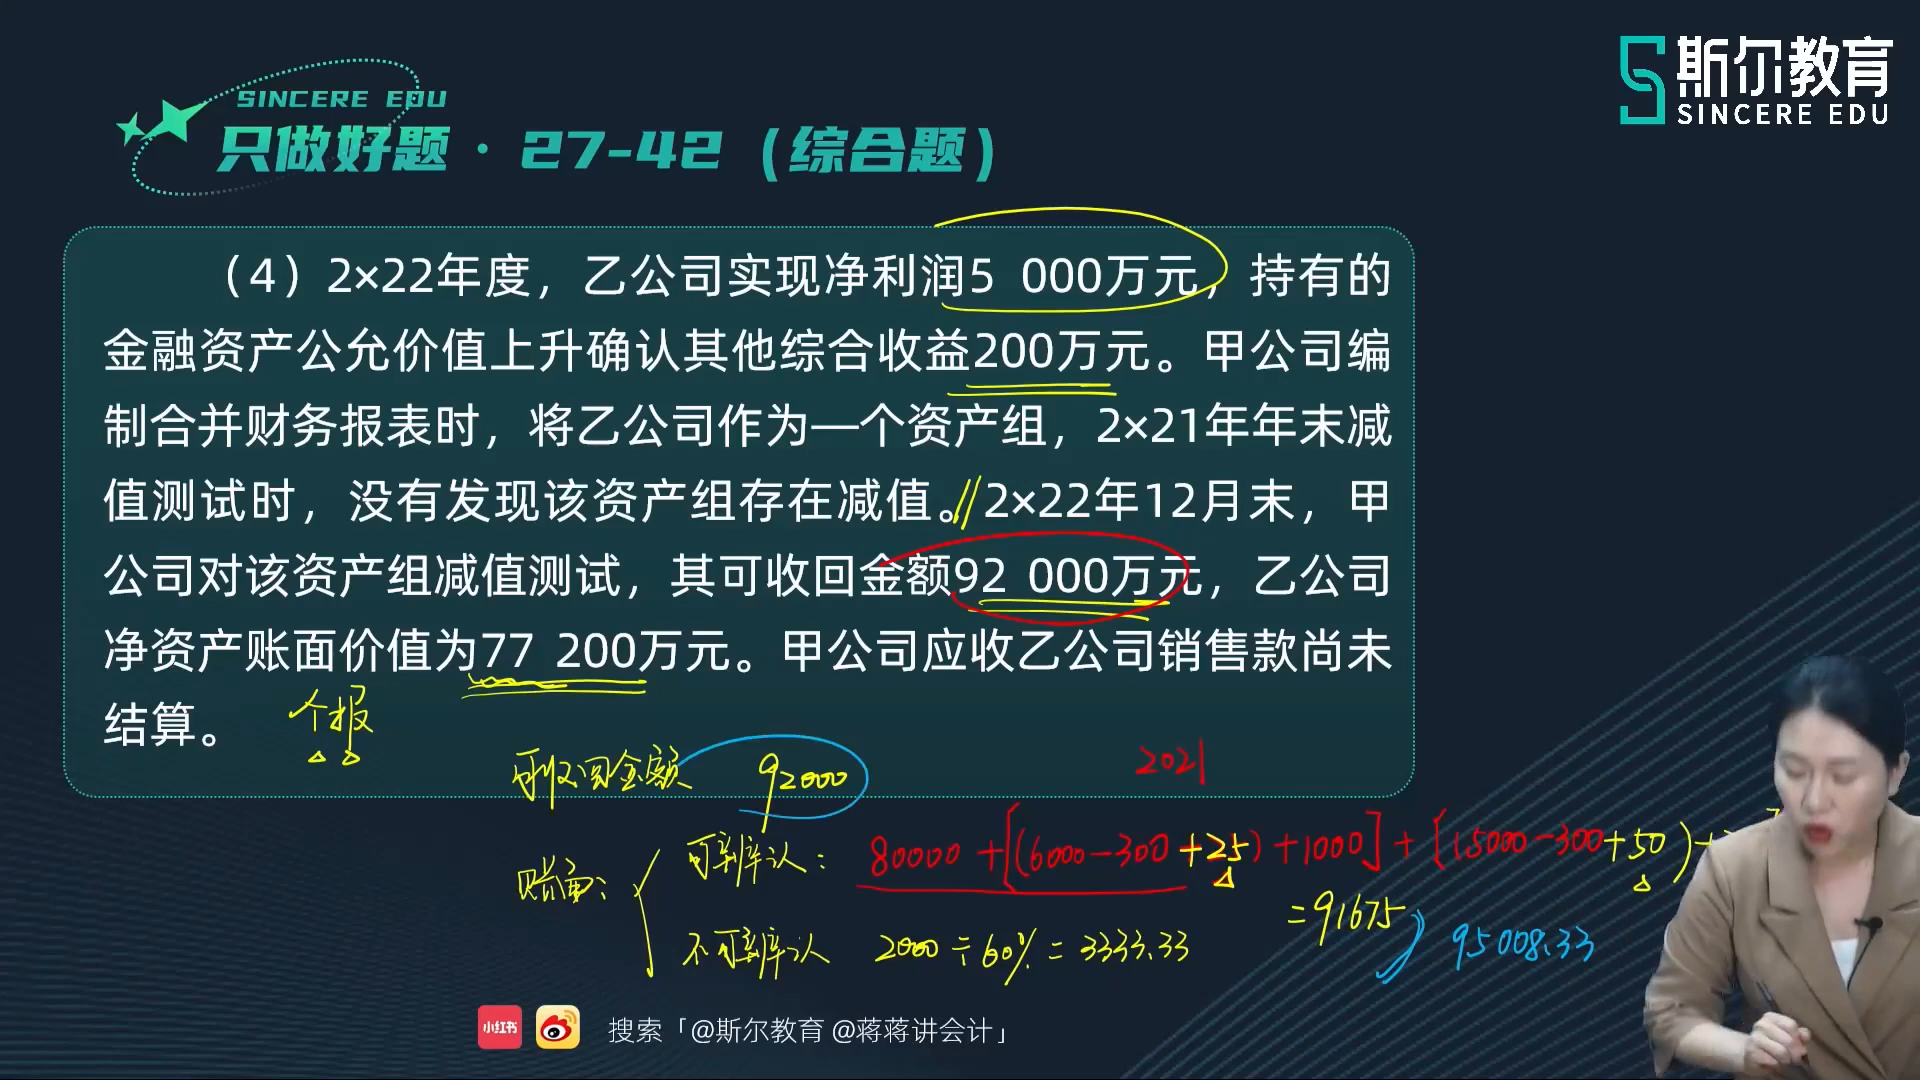 SINCERE EDU
只做好题·27-42（综合题）
斯尔教育
SINCERE EDU
（4）2×22年度，乙公司实现净利润5 000万元，持有的
金融资产公允价值上升确认其他综合收益200万元。甲公司编
制合并财务报表时，将乙公司作为一个资产组，2×21年年末减
值测试时，没有发现该资产组存在减值。2×22年12月末，甲
公司对该资产组减值测试，其可收回金额92 000万元，乙公司
净资产账面价值为77 200万元。甲公司应收乙公司销售款尚未
结算。
个报
可收回金额 92000
2021
账面：
可辨认：80000+[(6000-300+25)+1000]+[(5000-300+50)+
=91675
不可辨认 2000÷60%=3333.33
95008.33
小红书
搜索「@斯尔教育 @蒋蒋讲会计」